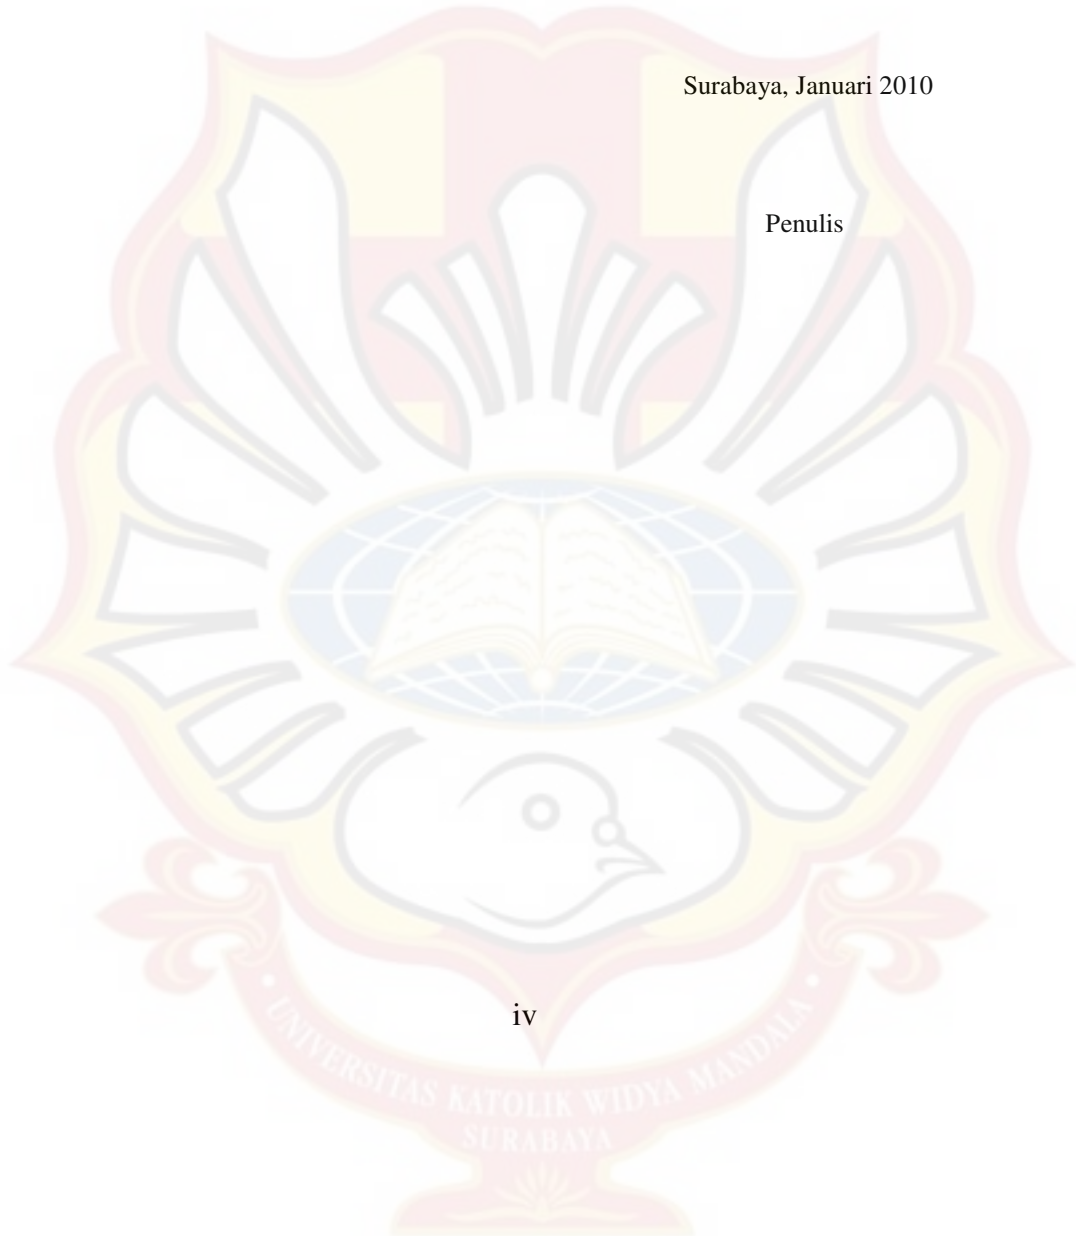 Surabaya, Januari 2010
Penulis
iv
UNIVERSITAS KATOLIK WIDYA MANDALA
SURABAYA